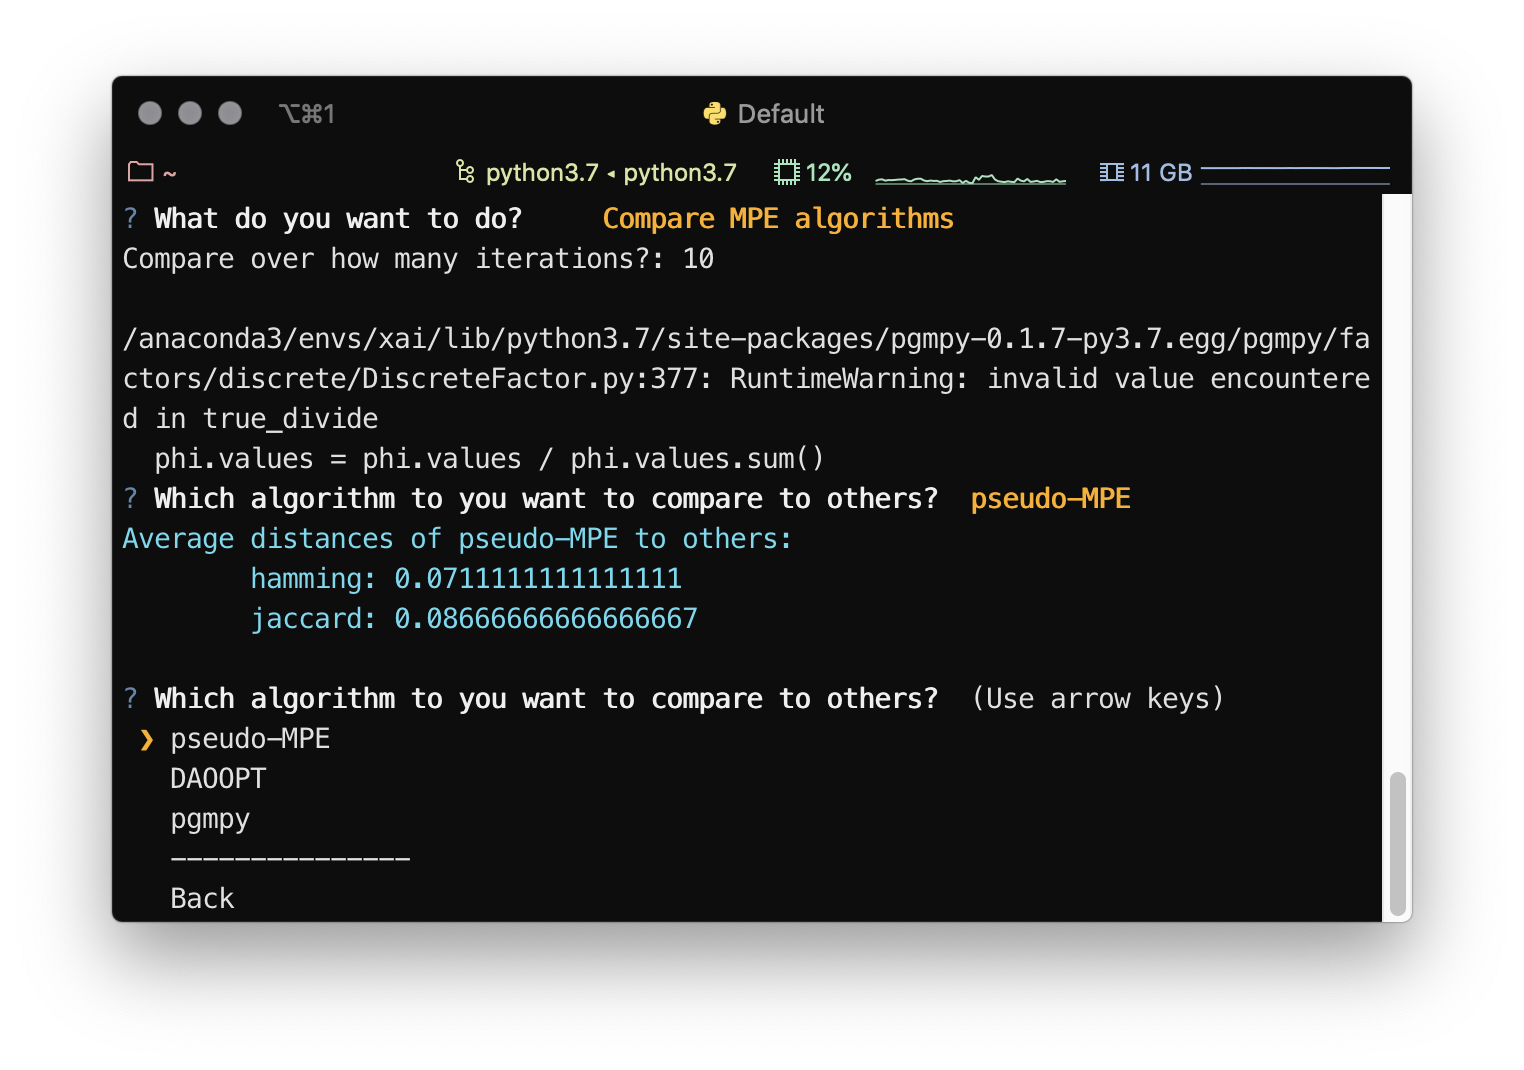 ⌥⌘1 Default
~ python3.7 ◂ python3.7 12% 11 GB
? What do you want to do? Compare MPE algorithms
Compare over how many iterations?: 10
/anaconda3/envs/xai/lib/python3.7/site-packages/pgmpy-0.1.7-py3.7.egg/pgmpy/fa
ctors/discrete/DiscreteFactor.py:377: RuntimeWarning: invalid value encountere
d in true_divide
phi.values = phi.values / phi.values.sum()
? Which algorithm to you want to compare to others? pseudo-MPE
Average distances of pseudo-MPE to others:
hamming: 0.0711111111111111
jaccard: 0.08666666666666667
? Which algorithm to you want to compare to others? (Use arrow keys)
❯ pseudo-MPE
DAOOPT
pgmpy
---------------
Back